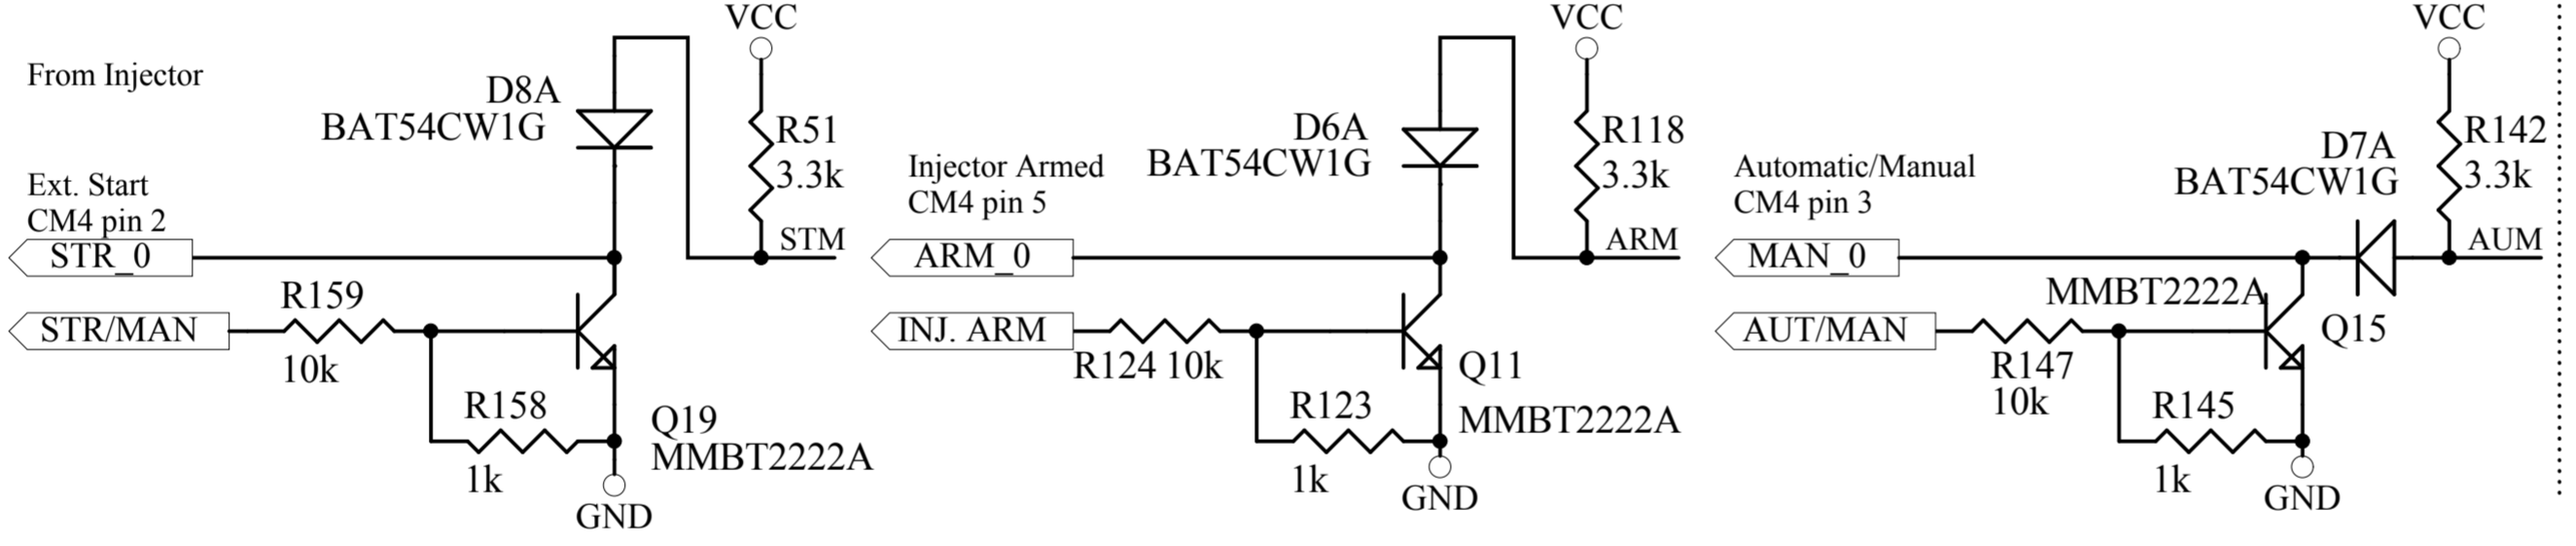 From Injector
Ext. Start
CM4 pin 2
STR_0
STR/MAN
R159
10k
R158
1k
D8A
BAT54CW1G
VCC
R51
3.3k
STM
Q19
MMBT2222A
GND
Injector Armed
CM4 pin 5
ARM_0
INJ. ARM
R124 10k
R123
1k
D6A
BAT54CW1G
VCC
R118
3.3k
ARM
Q11
MMBT2222A
GND
Automatic/Manual
CM4 pin 3
MAN_0
AUT/MAN
R147
10k
R145
1k
MMBT2222A
Q15
D7A
BAT54CW1G
VCC
R142
3.3k
AUM
GND